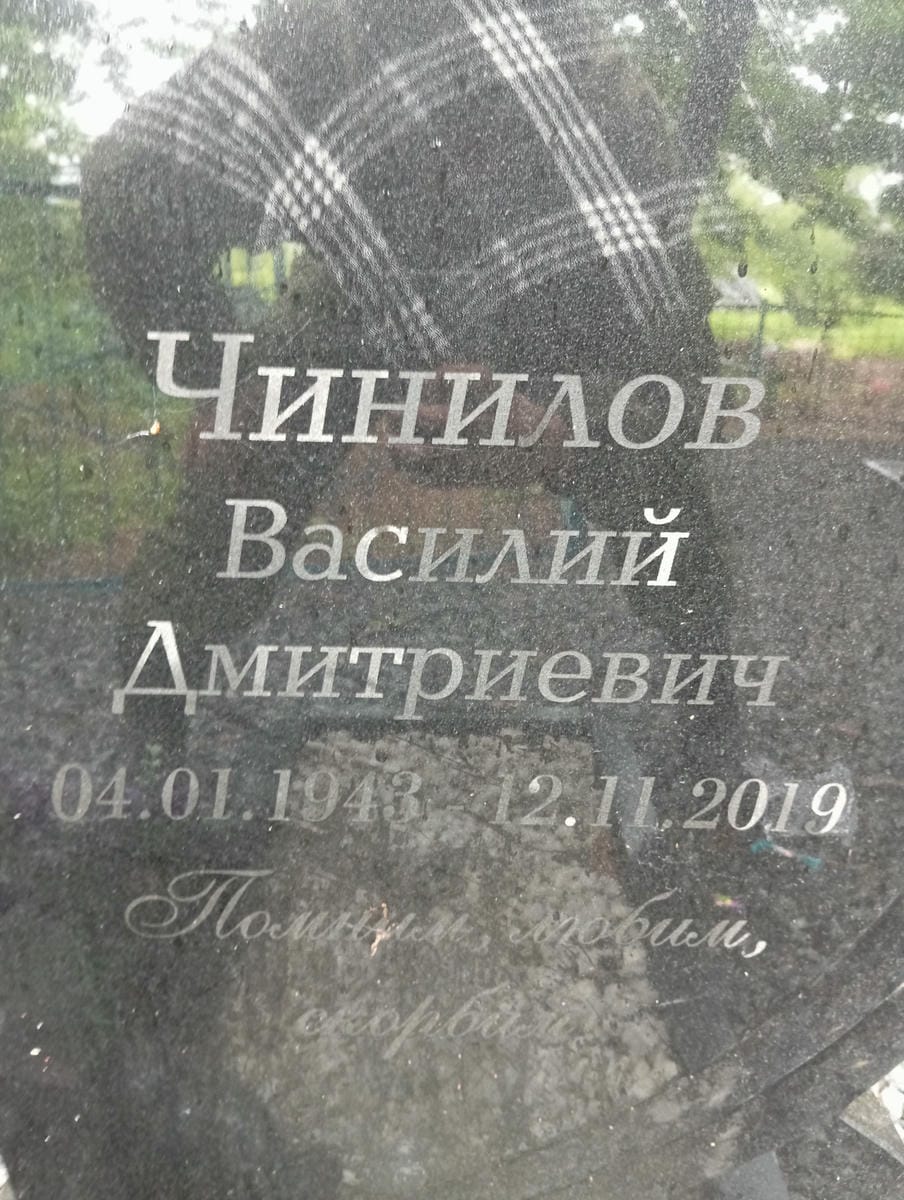 Чинилов
Василий
Дмитриевич
04.01.1943 - 12.11.2019
Помним, любим,
скорбим